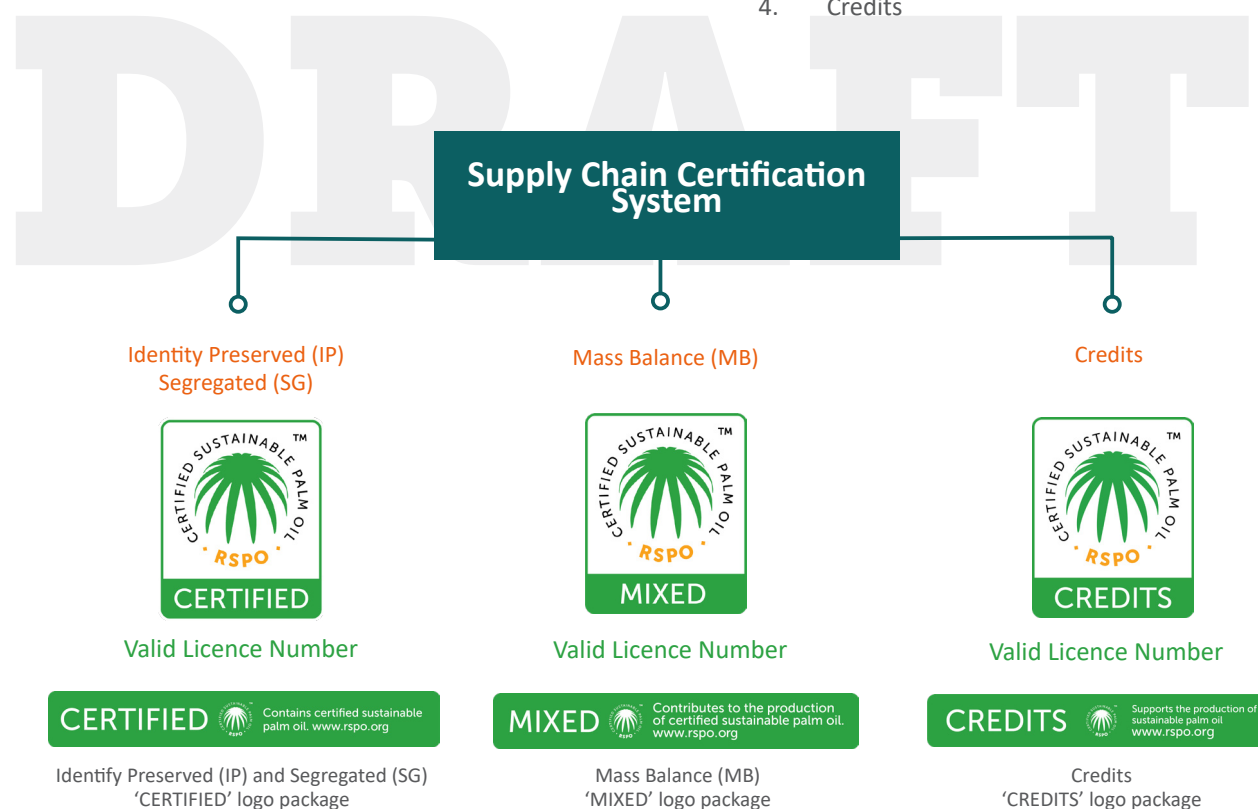 4. Credits
DRAFT
Supply Chain Certification
System
Identity Preserved (IP)
Segregated (SG)
Mass Balance (MB)
Credits
CERTIFIED SUSTAINABLE PALM OIL
TM
RSPO
CERTIFIED
CERTIFIED SUSTAINABLE PALM OIL
TM
RSPO
MIXED
CERTIFIED SUSTAINABLE PALM OIL
TM
RSPO
CREDITS
Valid Licence Number
Valid Licence Number
Valid Licence Number
CERTIFIED
RSPO
Contains certified sustainable
palm oil. www.rspo.org
MIXED
RSPO
Contributes to the production
of certified sustainable palm oil.
www.rspo.org
CREDITS
RSPO
Supports the production of
sustainable palm oil
www.rspo.org
Identify Preserved (IP) and Segregated (SG)
‘CERTIFIED’ logo package
Mass Balance (MB)
‘MIXED’ logo package
Credits
‘CREDITS’ logo package